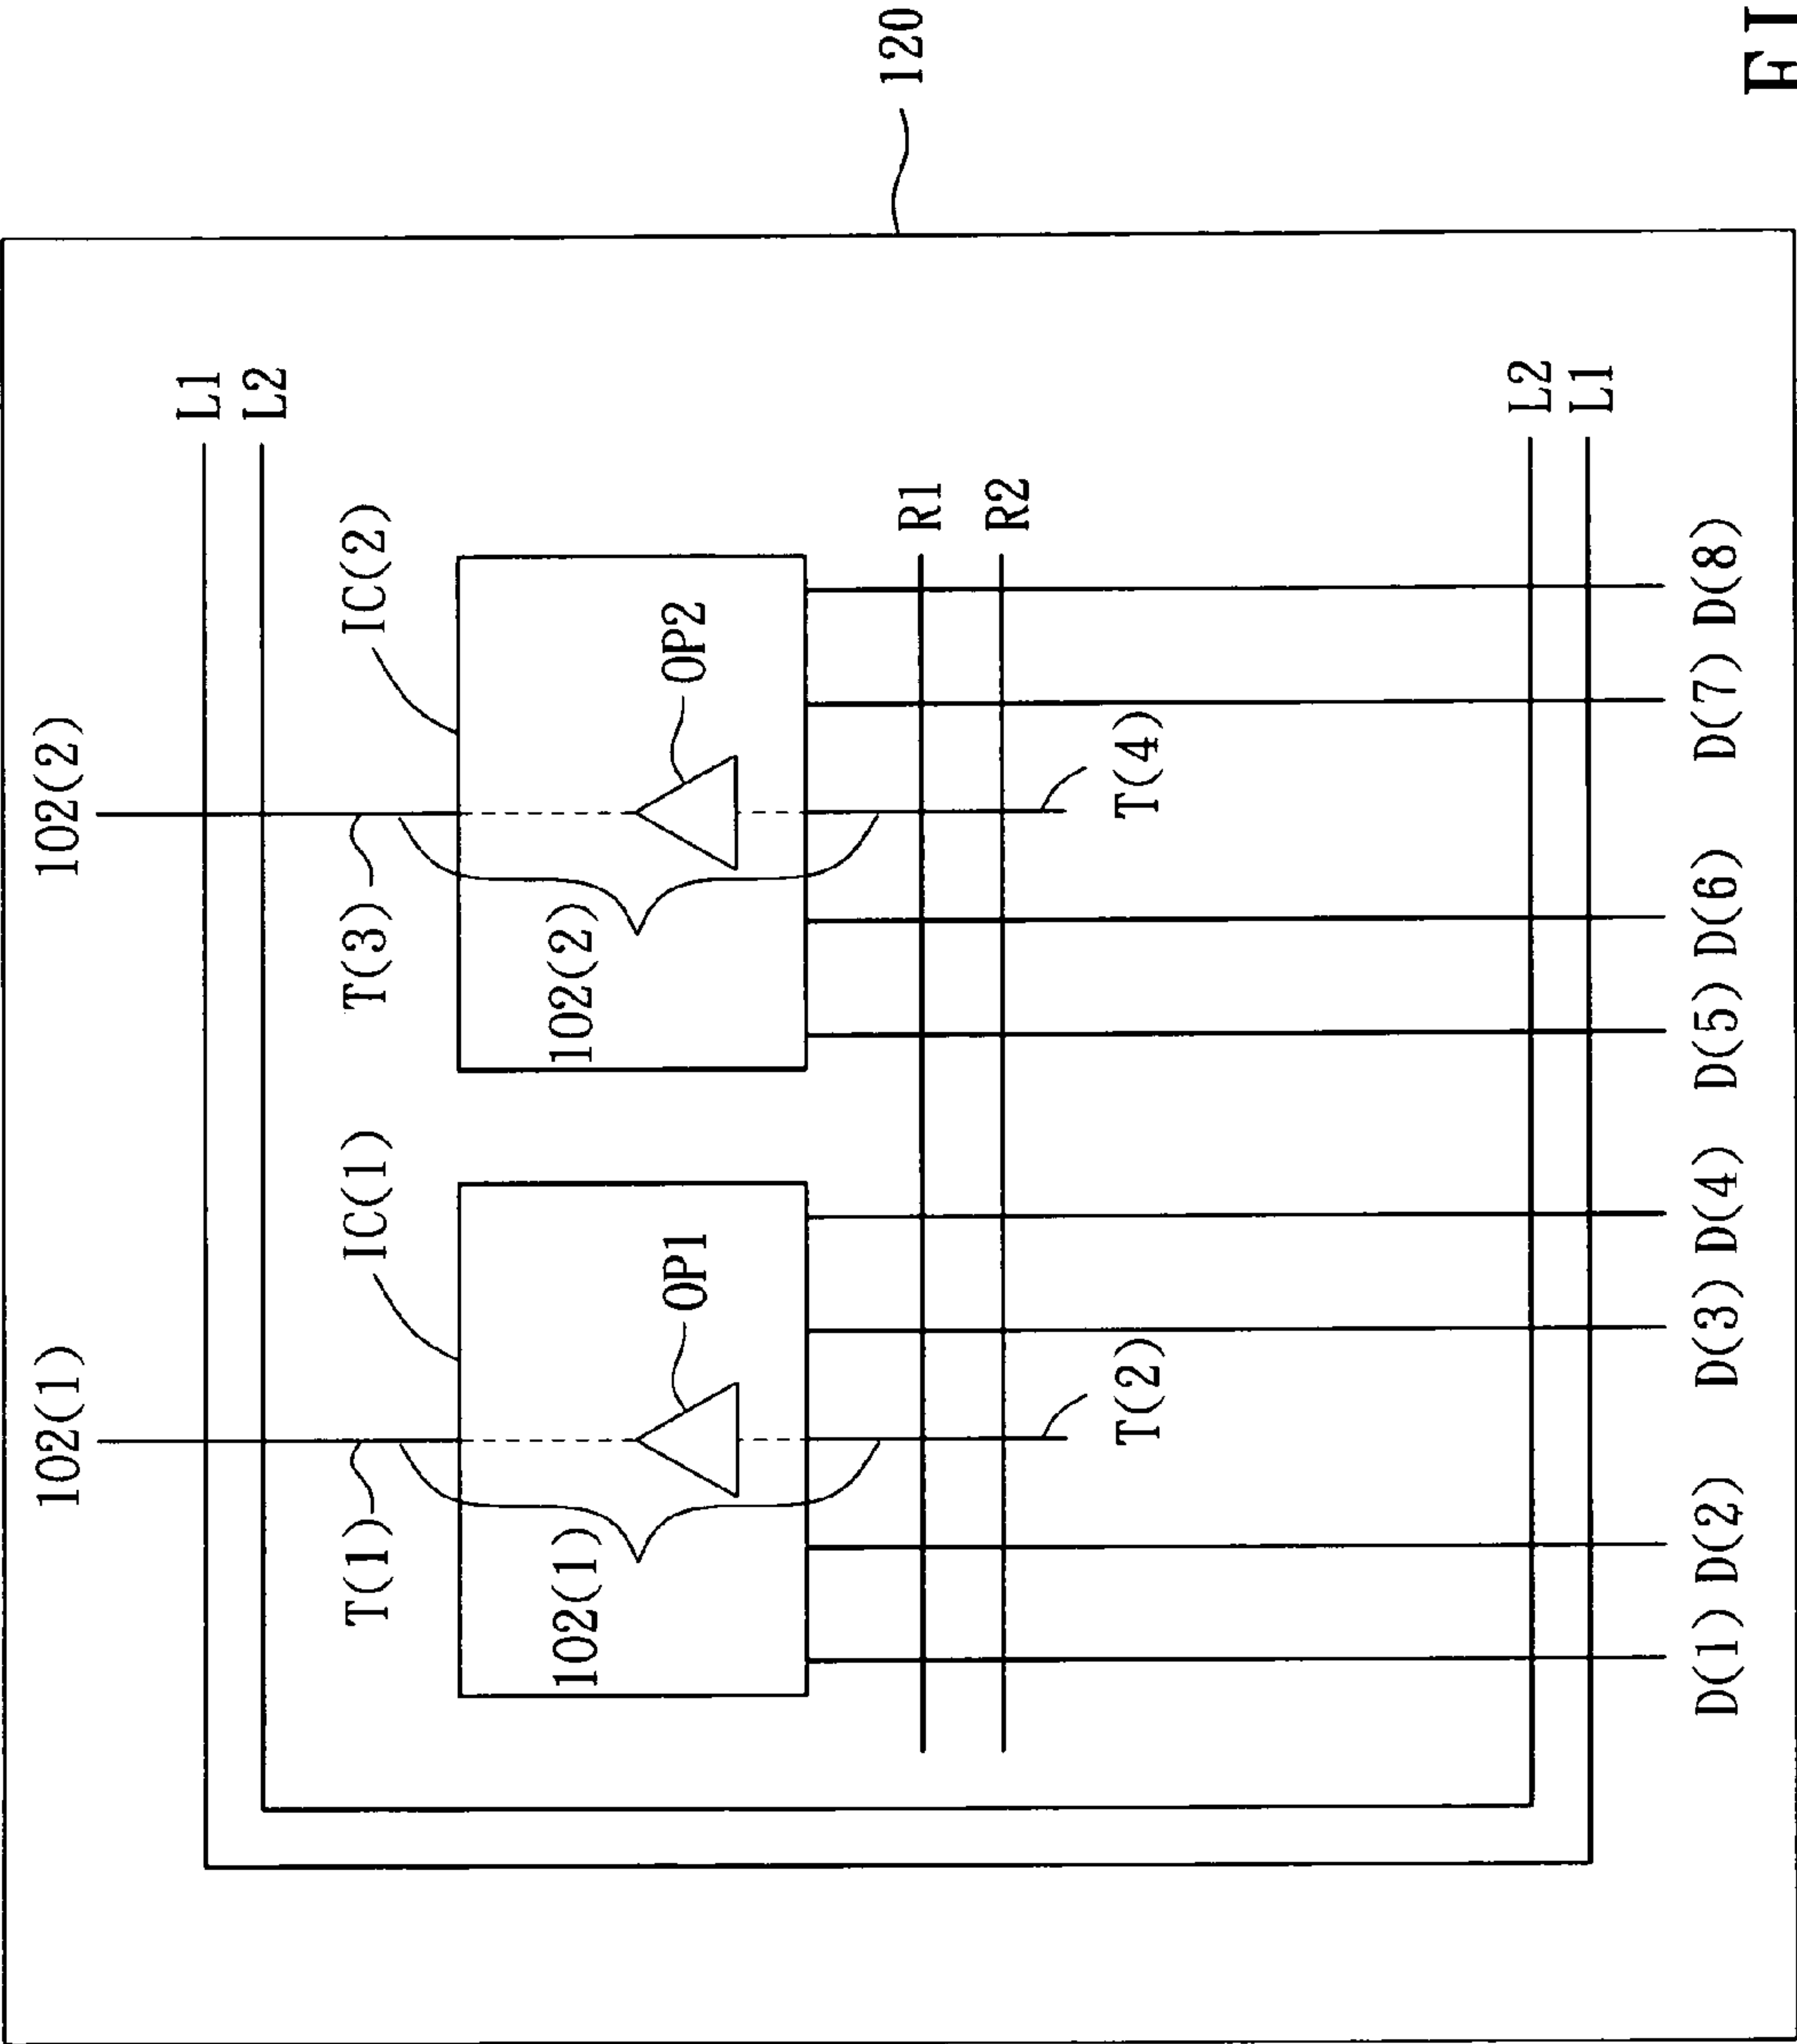 102(1)
102(2)
L1
L2
T(1)
IC(1)
T(3)
IC(2)
102(1)
OP1
102(2)
OP2
120
R1
R2
T(2)
T(4)
L2
L1
D(1) D(2) D(3) D(4) D(5) D(6) D(7) D(8)